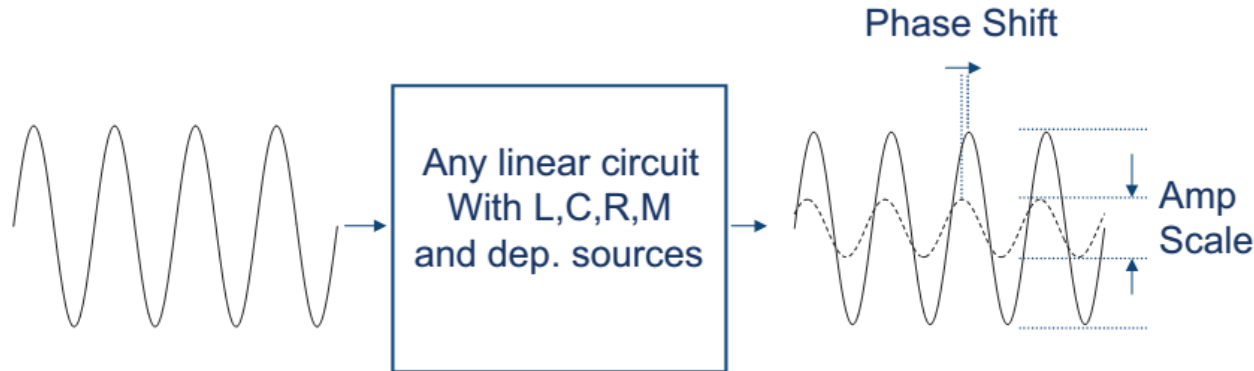 Phase Shift
Any linear circuit
With L,C,R,M
and dep. sources
Amp
Scale